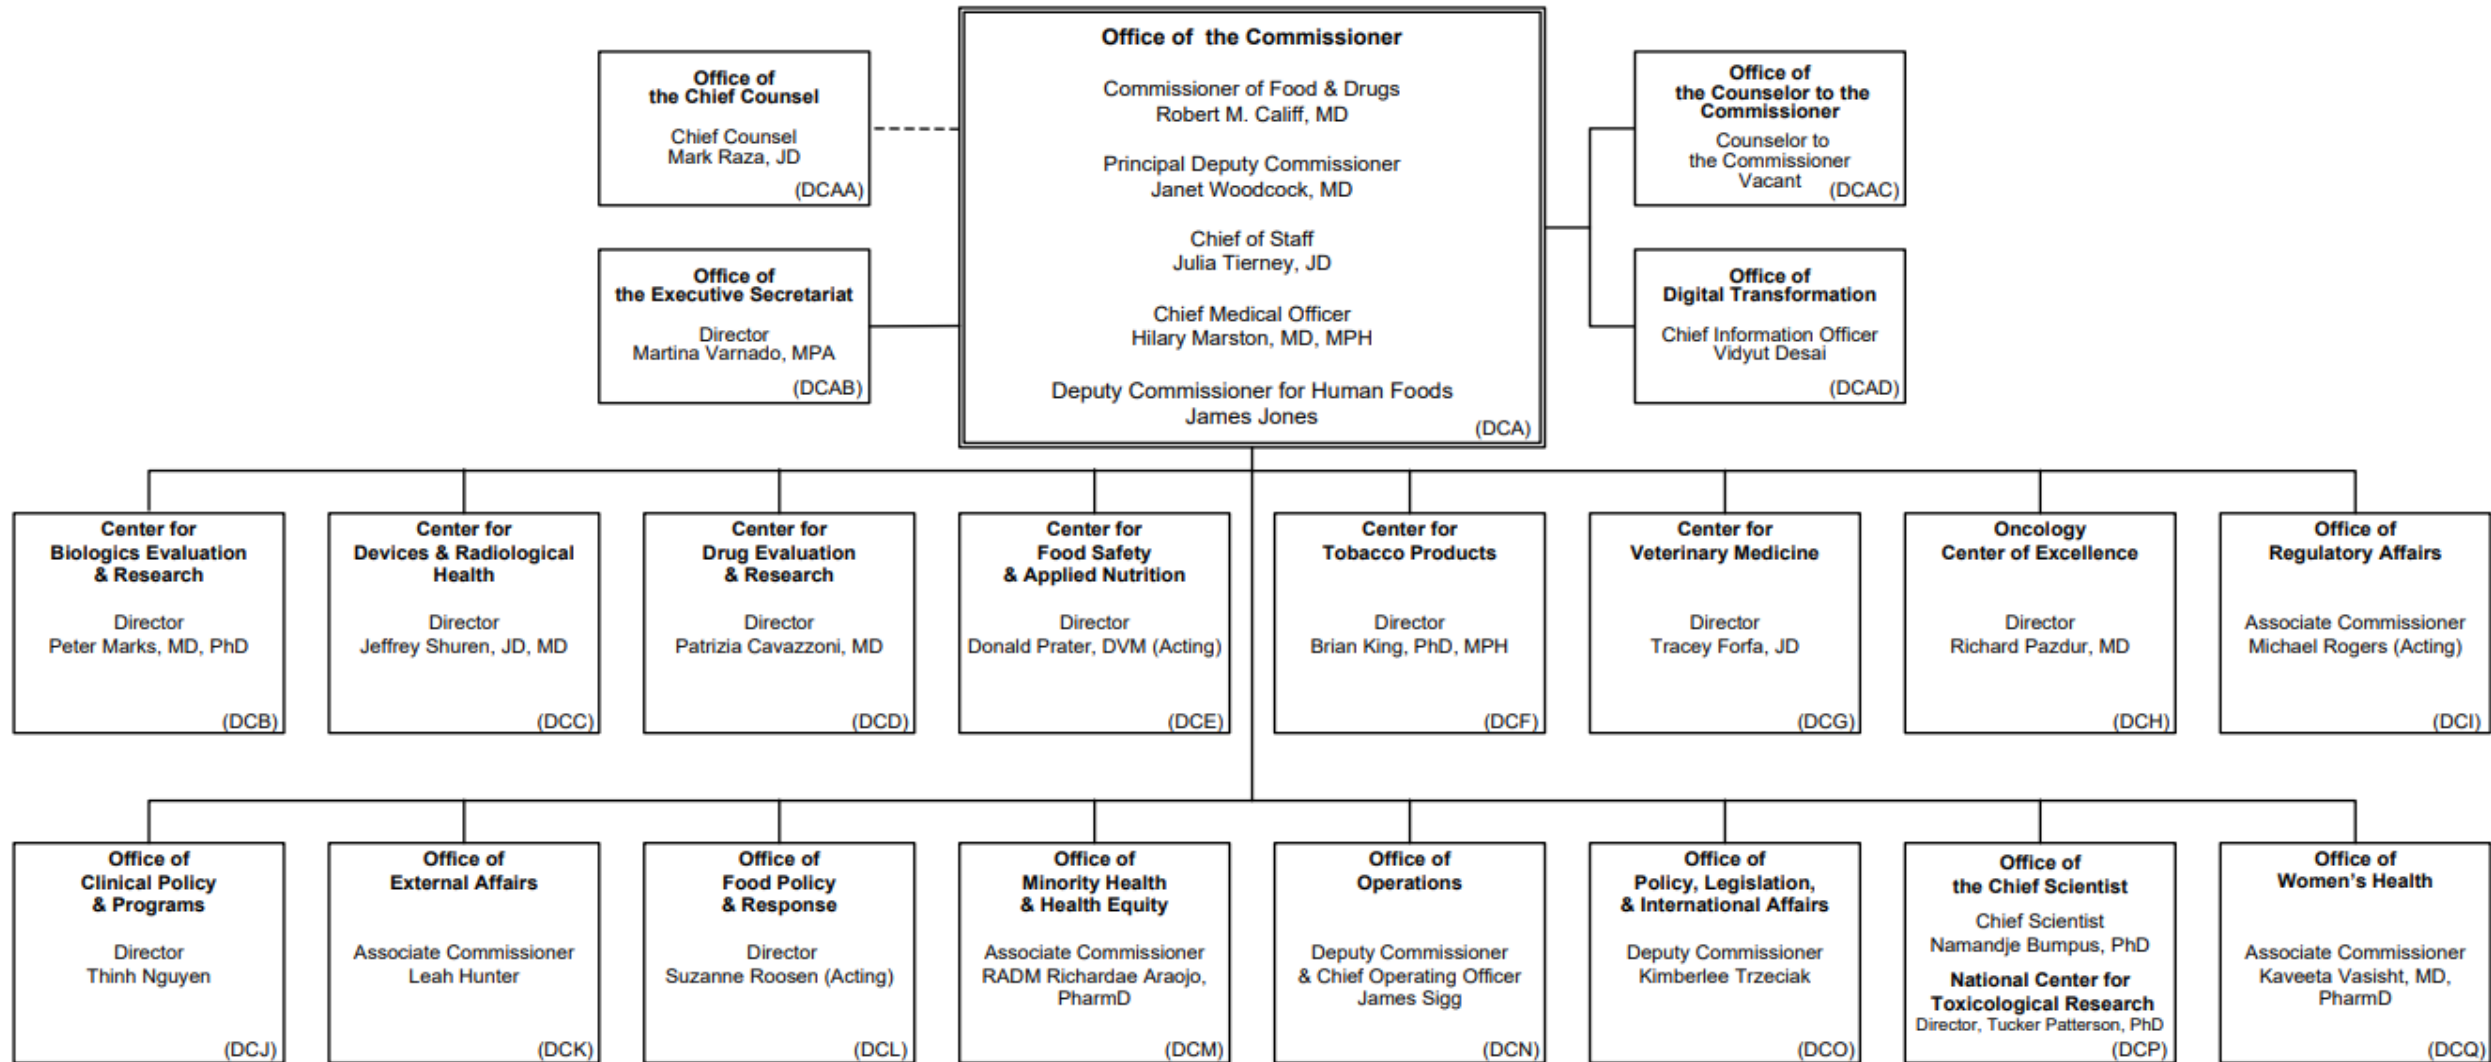 Office of the Commissioner
Commissioner of Food & Drugs
Robert M. Califf, MD
Principal Deputy Commissioner
Janet Woodcock, MD
Chief of Staff
Julia Tierney, JD
Chief Medical Officer
Hilary Marston, MD, MPH
Deputy Commissioner for Human Foods
James Jones
(DCA)
Office of
the Chief Counsel
Chief Counsel
Mark Raza, JD
(DCAA)
Office of
the Executive Secretariat
Director
Martina Varnado, MPA
(DCAB)
Office of
the Counselor to the
Commissioner
Counselor to
the Commissioner
Vacant
(DCAC)
Office of
Digital Transformation
Chief Information Officer
Vidyut Desai
(DCAD)
Center for
Biologics Evaluation
& Research
Director
Peter Marks, MD, PhD
(DCB)
Center for
Devices & Radiological
Health
Director
Jeffrey Shuren, JD, MD
(DCC)
Center for
Drug Evaluation
& Research
Director
Patrizia Cavazzoni, MD
(DCD)
Center for
Food Safety
& Applied Nutrition
Director
Donald Prater, DVM (Acting)
(DCE)
Center for
Tobacco Products
Director
Brian King, PhD, MPH
(DCF)
Center for
Veterinary Medicine
Director
Tracey Forfa, JD
(DCG)
Oncology
Center of Excellence
Director
Richard Pazdur, MD
(DCH)
Office of
Regulatory Affairs
Associate Commissioner
Michael Rogers (Acting)
(DCI)
Office of
Clinical Policy
& Programs
Director
Thinh Nguyen
(DCJ)
Office of
External Affairs
Associate Commissioner
Leah Hunter
(DCK)
Office of
Food Policy
& Response
Director
Suzanne Roosen (Acting)
(DCL)
Office of
Minority Health
& Health Equity
Associate Commissioner
RADM Richardae Araojo,
PharmD
(DCM)
Office of
Operations
Deputy Commissioner
& Chief Operating Officer
James Sigg
(DCN)
Office of
Policy, Legislation,
& International Affairs
Deputy Commissioner
Kimberlee Trzeciak
(DCO)
Office of
the Chief Scientist
Chief Scientist
Namandje Bumpus, PhD
National Center for
Toxicological Research
Director, Tucker Patterson, PhD
(DCP)
Office of
Women's Health
Associate Commissioner
Kaveeta Vasisht, MD,
PharmD
(DCQ)